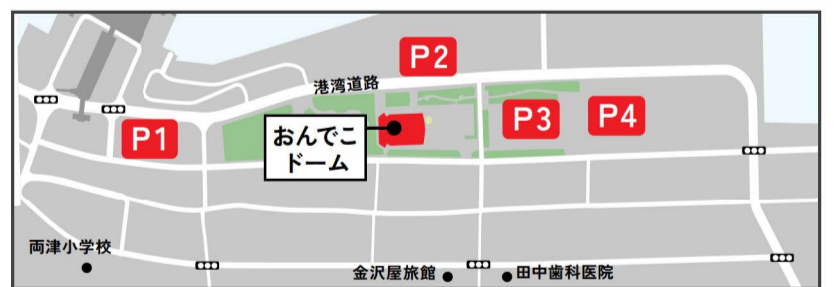 P2
港湾道路
P1
P3
P4
おんでこ
ドーム
両津小学校
金沢屋旅館
田中歯科医院